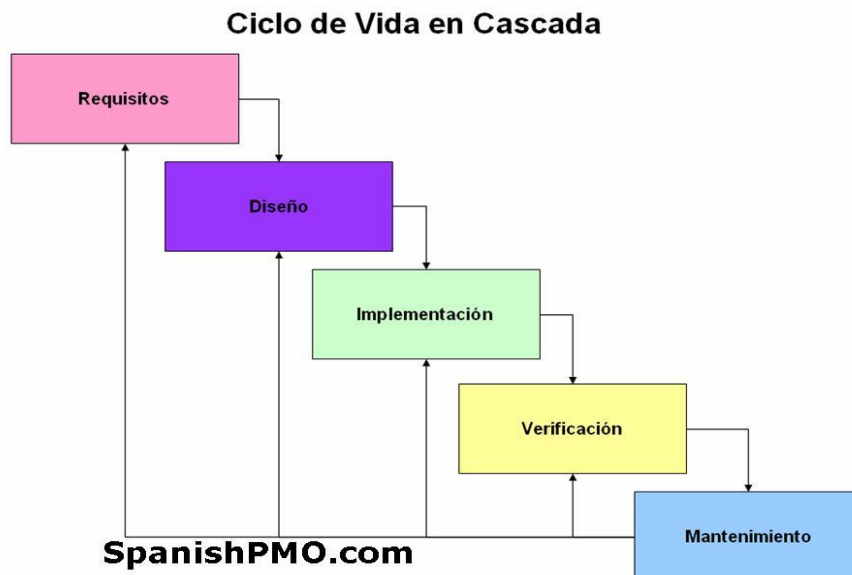 Ciclo de Vida en Cascada
Requisitos
Diseño
Implementación
Verificación
Mantenimiento
SpanishPMO.com